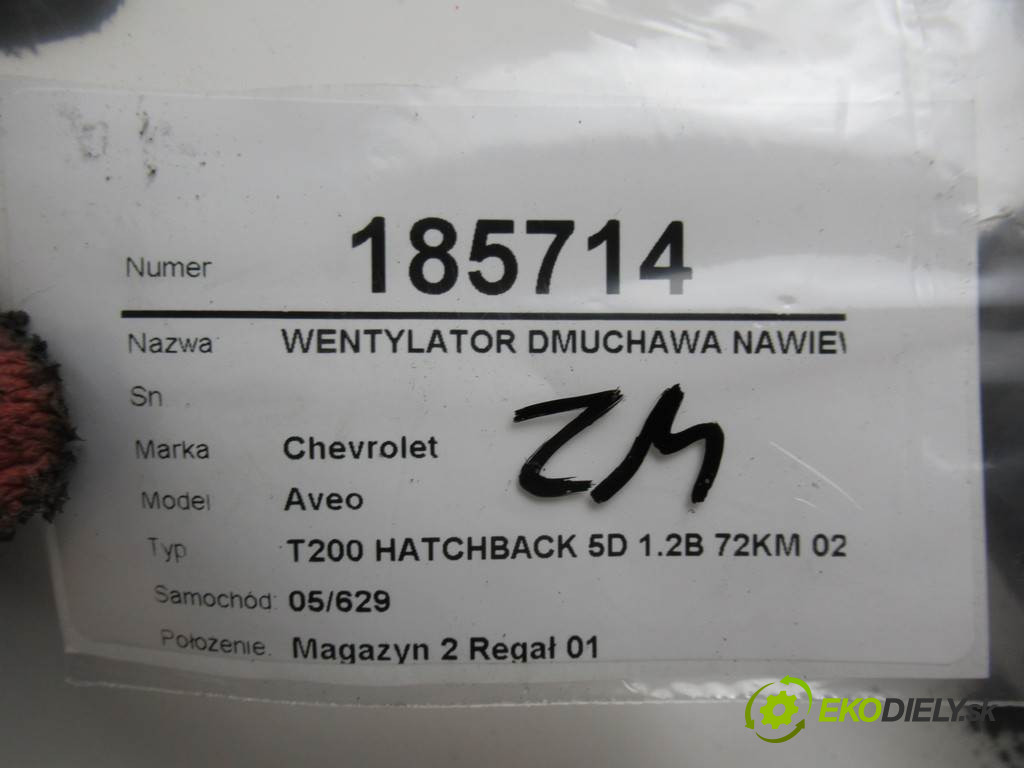 Numer 185714
Nazwa WENTYLATOR DMUCHAWA
Sn
Marka Chevrolet
Model Aveo
Typ T200 HATCHBACK 5D 1.2B 72KM 02
Samochód: 05/629
Położenie. Magazyn 2 Regał 01
ZM
EKODIELY.SK